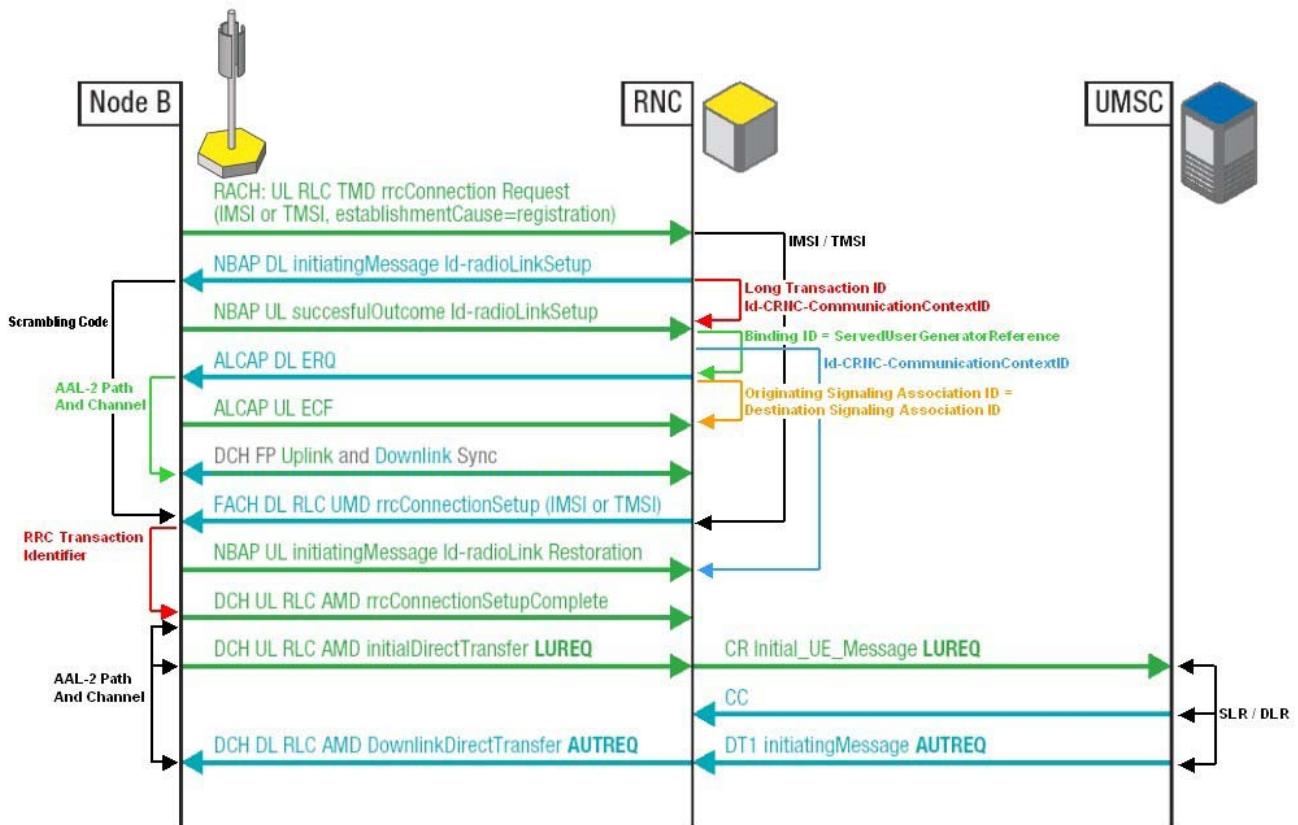 Node B
RNC
UMSC
RACH: UL RLC TMD rrcConnection Request
(IMSI or TMSI, establishmentCause=registration)
IMSI / TMSI
NBAP DL initiatingMessage Id-radioLinkSetup
Long Transaction ID
Id-CRNC-CommunicationContextID
Scrambling Code
NBAP UL succesfulOutcome Id-radioLinkSetup
Binding ID = ServedUserGeneratorReference
ALCAP DL ERQ
Id-CRNC-CommunicationContextID
AAL-2 Path
And Channel
Originating Signaling Association ID =
Destination Signaling Association ID
ALCAP UL ECF
DCH FP Uplink and Downlink Sync
FACH DL RLC UMD rrcConnectionSetup (IMSI or TMSI)
RRC Transaction
Identifier
NBAP UL initiatingMessage Id-radioLink Restoration
DCH UL RLC AMD rrcConnectionSetupComplete
DCH UL RLC AMD initialDirectTransfer LUREQ
CR Initial_UE_Message LUREQ
AAL-2 Path
And Channel
CC
SLR / DLR
DCH DL RLC AMD DownlinkDirectTransfer AUTREQ
DT1 initiatingMessage AUTREQ